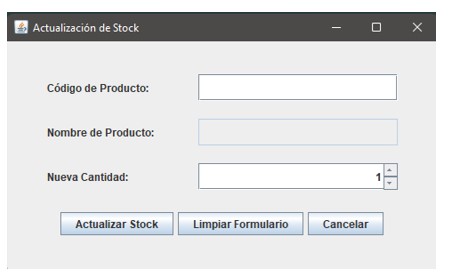 Actualización de Stock
Código de Producto:
Nombre de Producto:
Nueva Cantidad: 1
Actualizar Stock Limpiar Formulario Cancelar